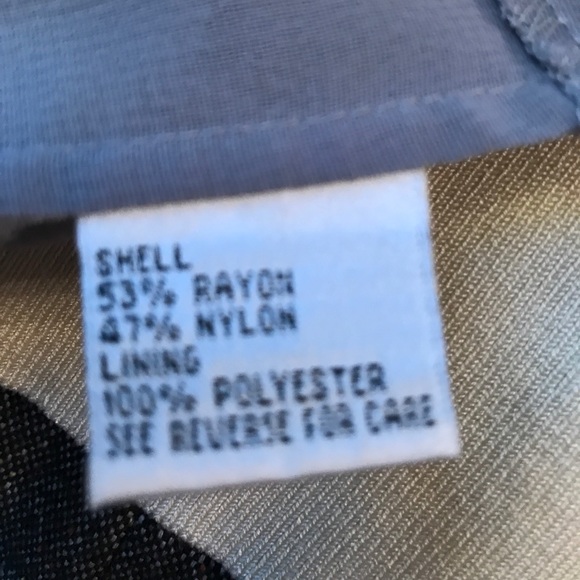 SHELL
53% RAYON
47% NYLON
LINING
100% POLYESTER
SEE REVERSE FOR CARE